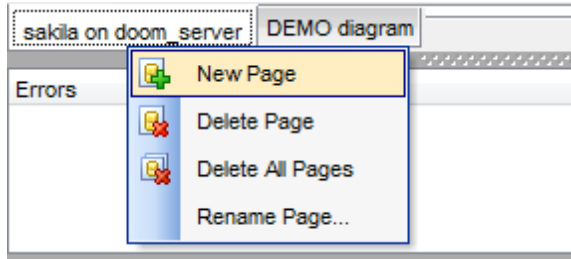 sakila on doom_server DEMO diagram
New Page
Errors
Delete Page
Delete All Pages
Rename Page...